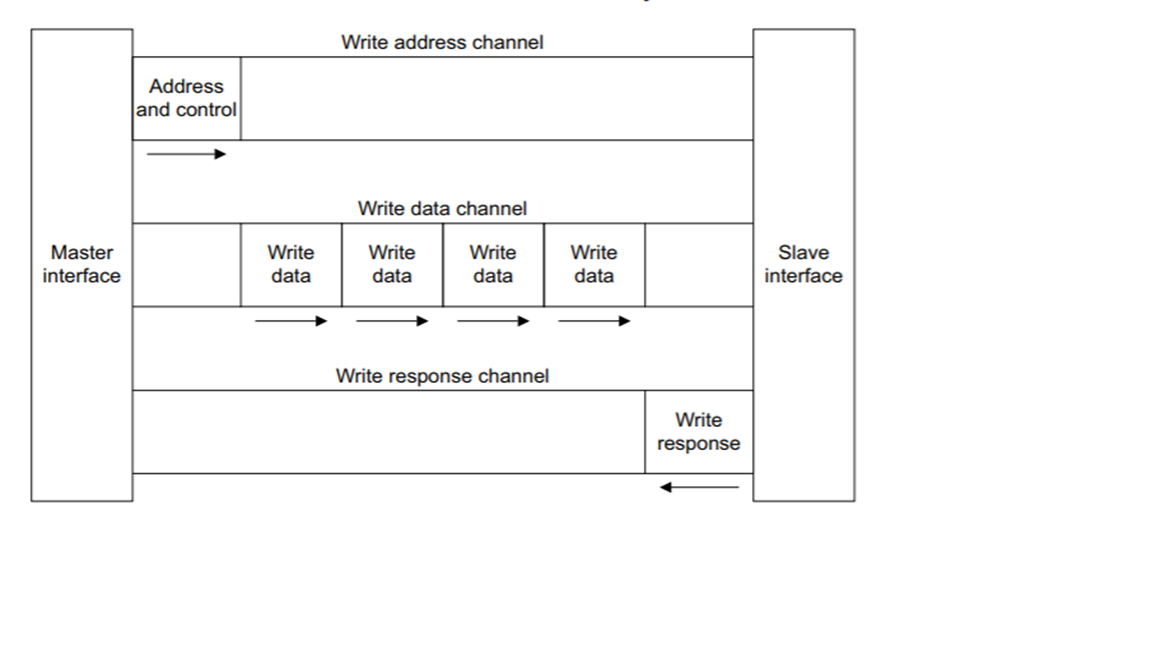 Write address channel
Address
and control
Write data channel
Master
interface
Write
data
Write
data
Write
data
Write
data
Slave
interface
Write response channel
Write
response